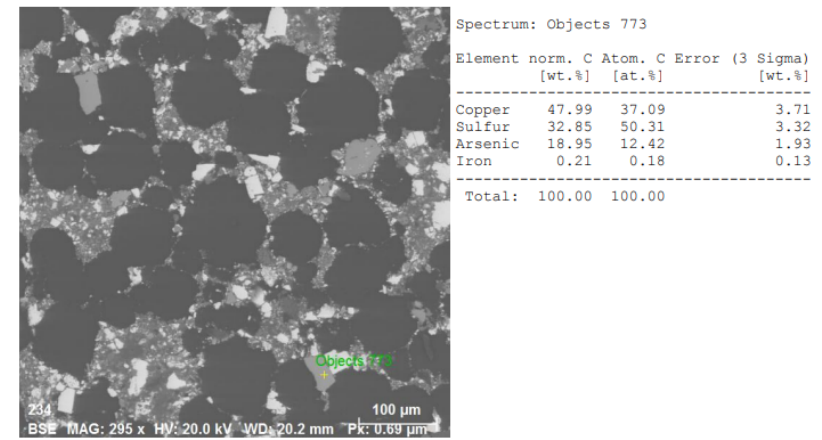 Spectrum: Objects 773
Element norm. C Atom. C Error (3 Sigma)
[wt.%] [at.%] [wt.%]
---------------------------------------------
Copper 47.99 37.09 3.71
Sulfur 32.85 50.31 3.32
Arsenic 18.95 12.42 1.93
Iron 0.21 0.18 0.13
---------------------------------------------
Total: 100.00 100.00
Objects 773
234
100 µm
BSE MAG: 295 x HV: 20.0 kV WD: 20.2 mm Px: 0.69 µm